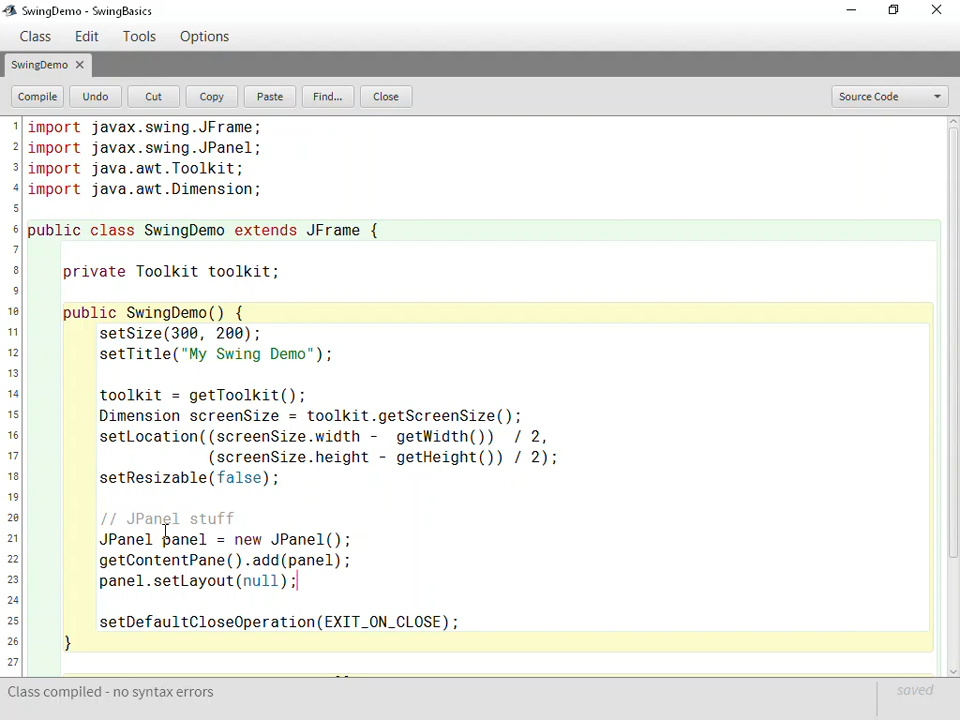 SwingDemo - SwingBasics
Class Edit Tools Options
SwingDemo
Compile Undo Cut Copy Paste Find... Close Source Code
1 import javax.swing.JFrame;
2 import javax.swing.JPanel;
3 import java.awt.Toolkit;
4 import java.awt.Dimension;
5
6 public class SwingDemo extends JFrame {
7
8 private Toolkit toolkit;
9
10 public SwingDemo() {
11 setSize(300, 200);
12 setTitle("My Swing Demo");
13
14 toolkit = getToolkit();
15 Dimension screenSize = toolkit.getScreenSize();
16 setLocation((screenSize.width -  getWidth())  / 2,
17 (screenSize.height - getHeight()) / 2);
18 setResizable(false);
19
20 // JPanel stuff
21 JPanel panel = new JPanel();
22 getContentPane().add(panel);
23 panel.setLayout(null);
24
25 setDefaultCloseOperation(EXIT_ON_CLOSE);
26 }
27
Class compiled - no syntax errors
saved